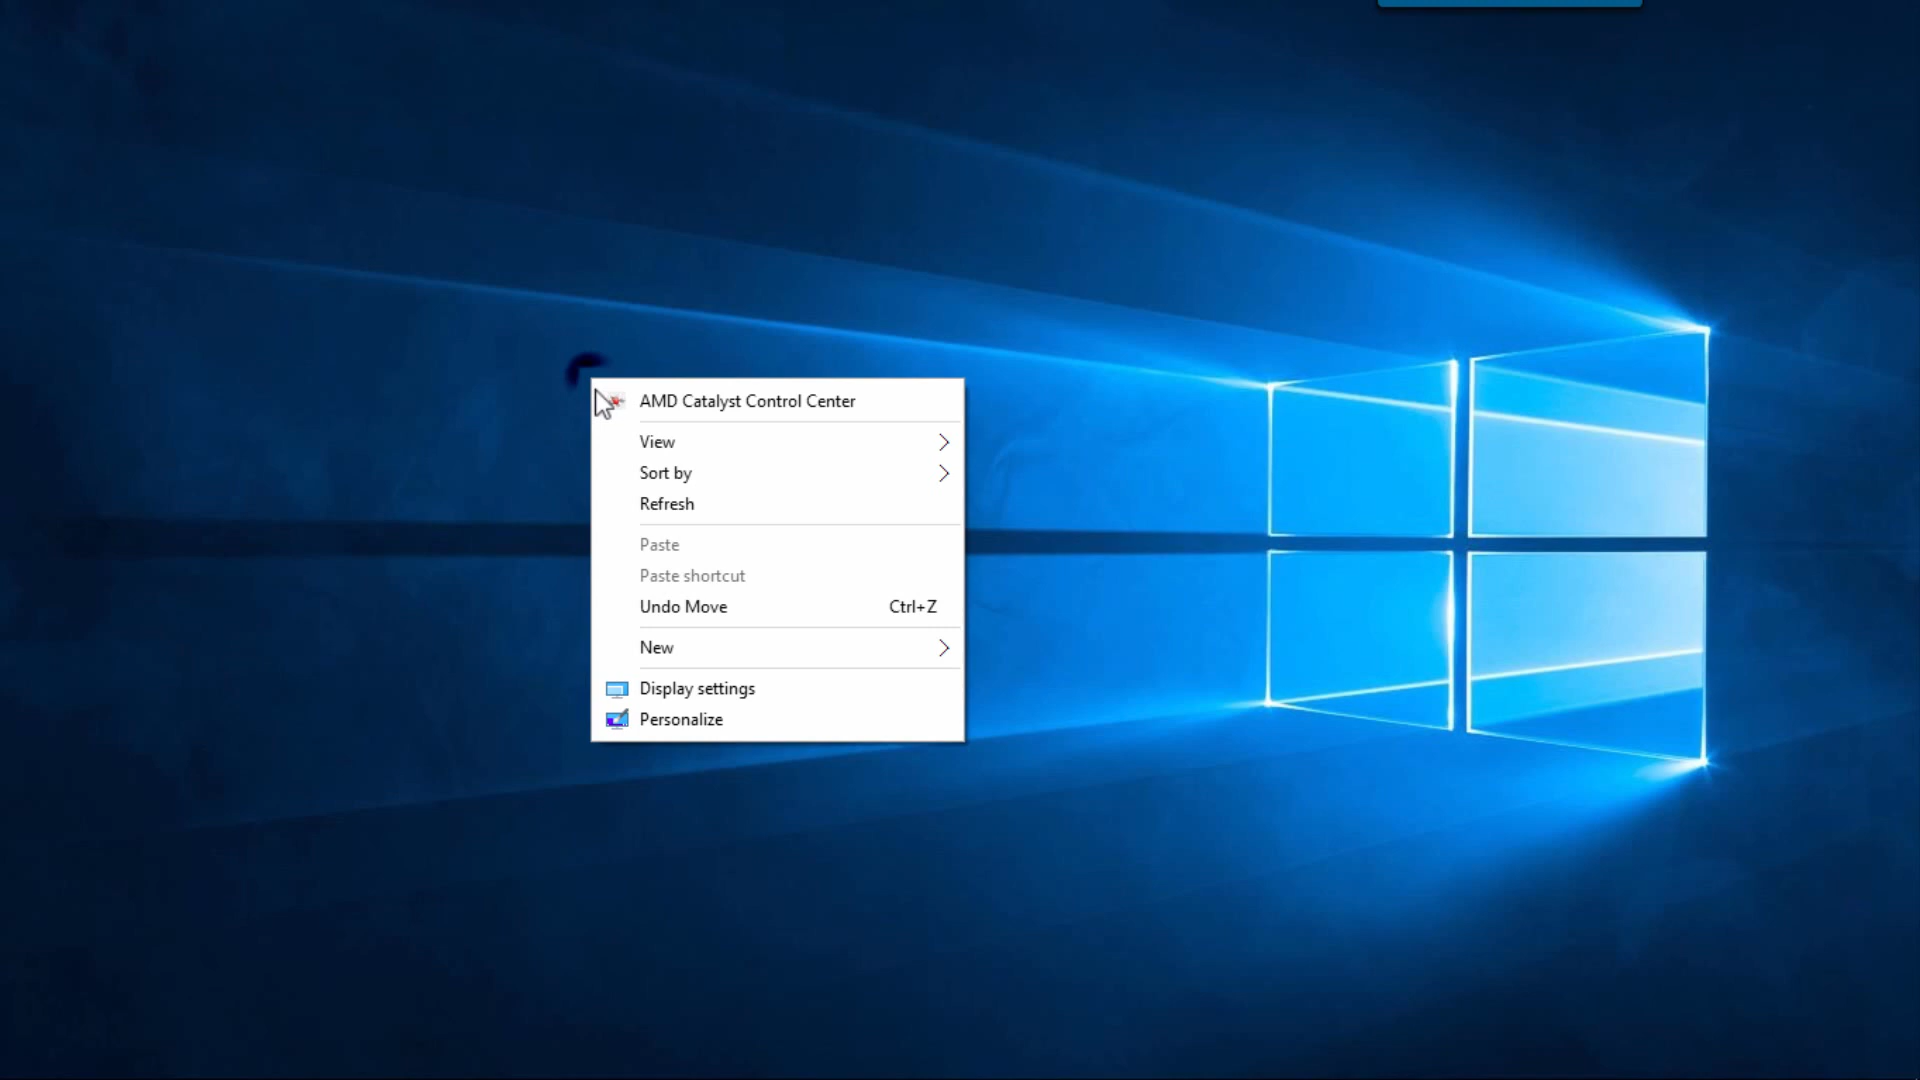 AMD Catalyst Control Center
View
Sort by
Refresh
Paste
Paste shortcut
Undo Move Ctrl+Z
New
Display settings
Personalize